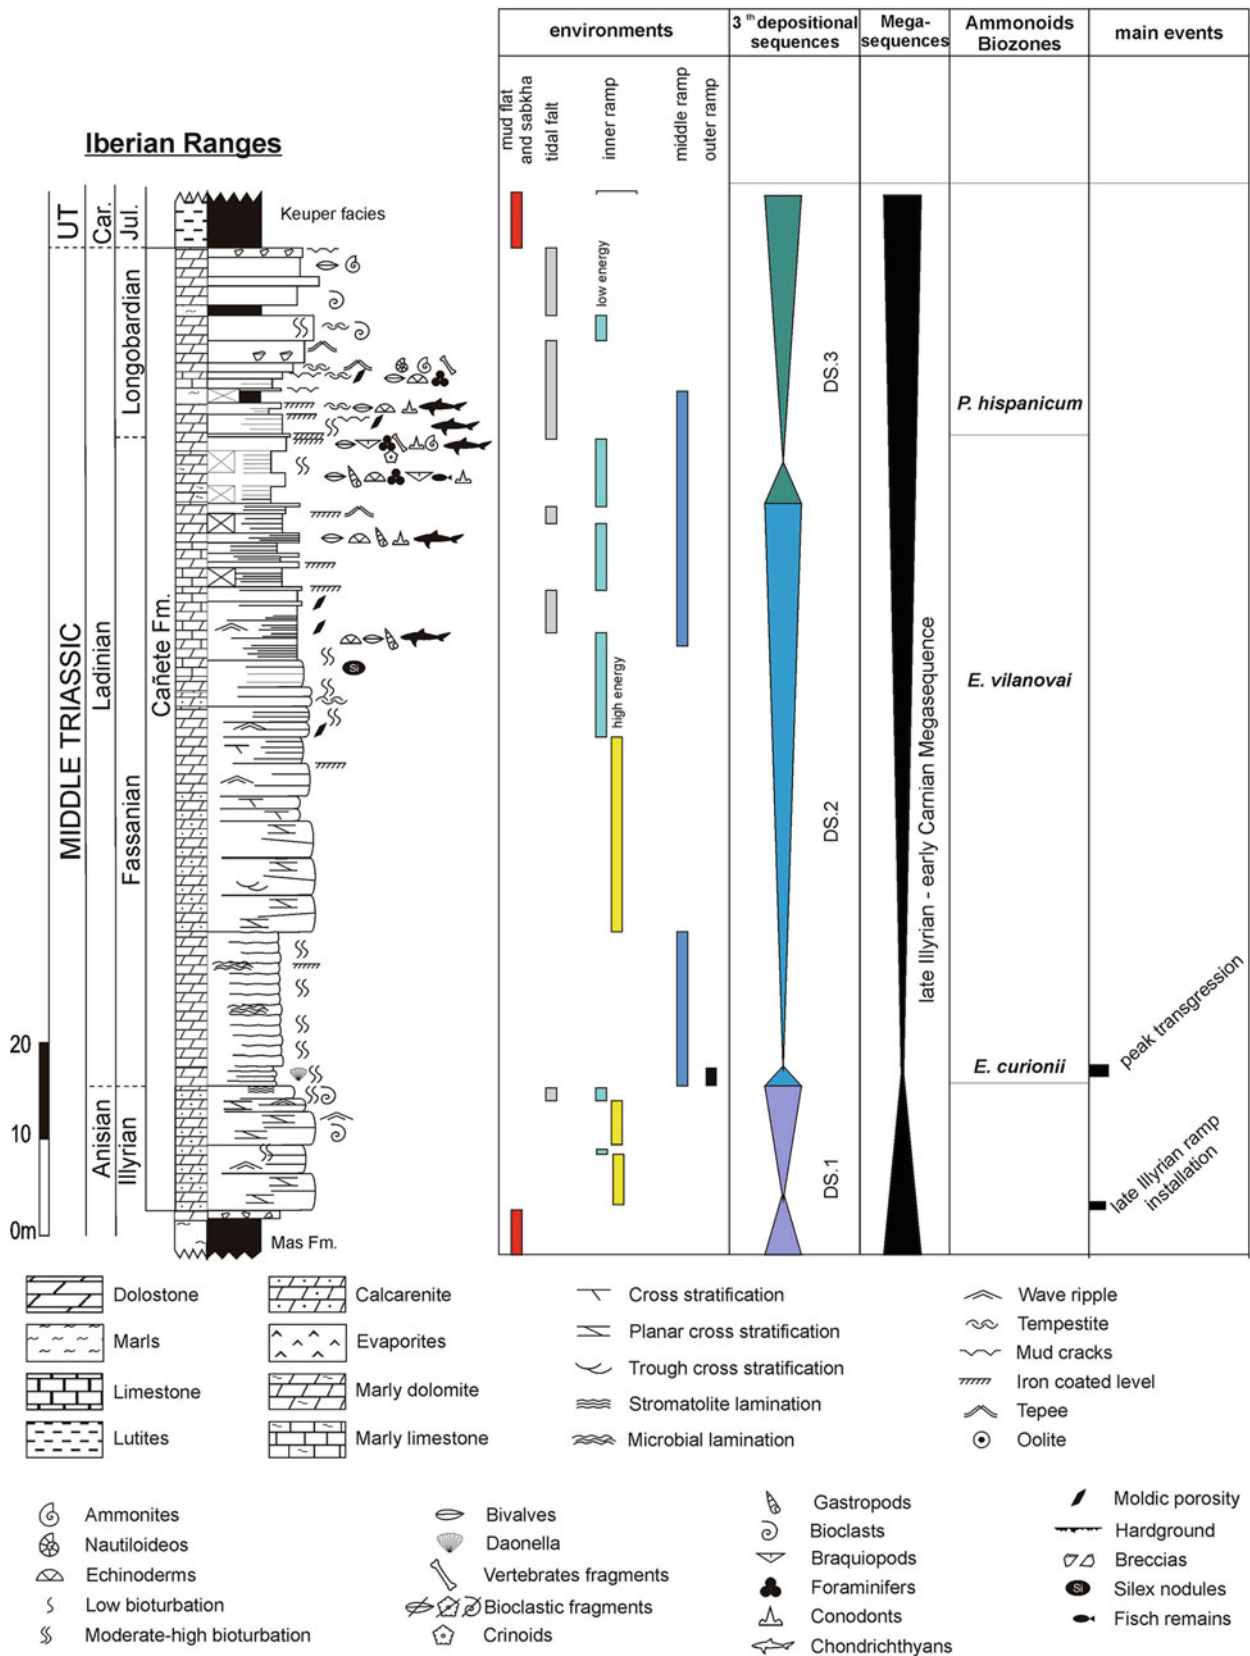 environments
3 th depositional
sequences
Mega-
sequences
Ammonoids
Biozones
main events
mud flat
and sabkha
tidal falt
inner ramp
middle ramp
outer ramp
Iberian Ranges
UT
Car.
Jul.
Keuper facies
low energy
Longobardian
DS.3
P. hispanicum
MIDDLE TRIASSIC
Ladinian
Cañete Fm.
Fassanian
Si
high energy
E. vilanovai
DS.2
late Illyrian - early Carnian Megasequence
E. curionii
peak transgression
20
10
0m
Anisian
Illyrian
DS.1
late Illyrian ramp
installation
Mas Fm.
Dolostone
Marls
Limestone
Lutites
Calcarenite
Evaporites
Marly dolomite
Marly limestone
Cross stratification
Planar cross stratification
Trough cross stratification
Stromatolite lamination
Microbial lamination
Wave ripple
Tempestite
Mud cracks
Iron coated level
Tepee
Oolite
Ammonites
Nautiloideos
Echinoderms
Low bioturbation
Moderate-high bioturbation
Bivalves
Daonella
Vertebrates fragments
Bioclastic fragments
Crinoids
Gastropods
Bioclasts
Braquiopods
Foraminifers
Conodonts
Chondrichthyans
Moldic porosity
Hardground
Breccias
Si
Silex nodules
Fisch remains